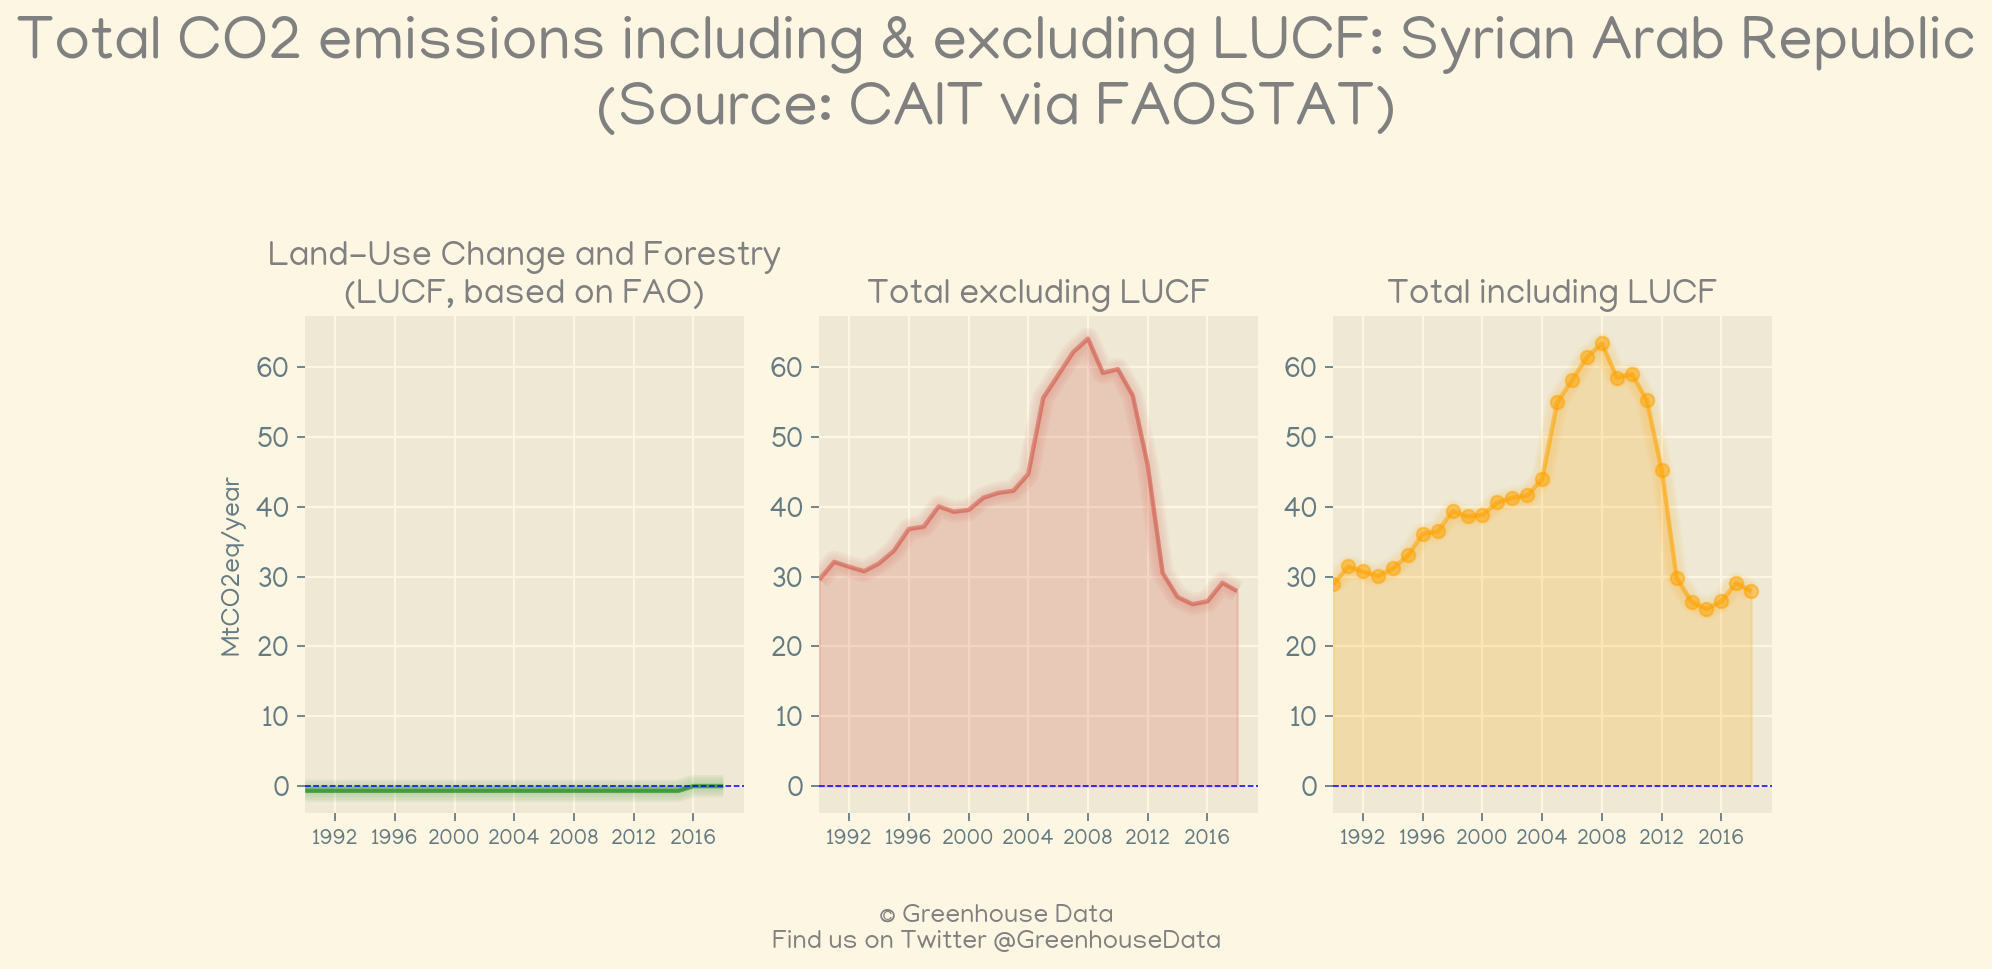 Total CO2 emissions including & excluding LUCF: Syrian Arab Republic
(Source: CAIT via FAOSTAT)
Land-Use Change and Forestry
(LUCF, based on FAO)
Total excluding LUCF
Total including LUCF
MtCO2eq/year
60
50
40
30
20
10
0
1992 1996 2000 2004 2008 2012 2016
60
50
40
30
20
10
0
1992 1996 2000 2004 2008 2012 2016
60
50
40
30
20
10
0
1992 1996 2000 2004 2008 2012 2016
© Greenhouse Data
Find us on Twitter @GreenhouseData